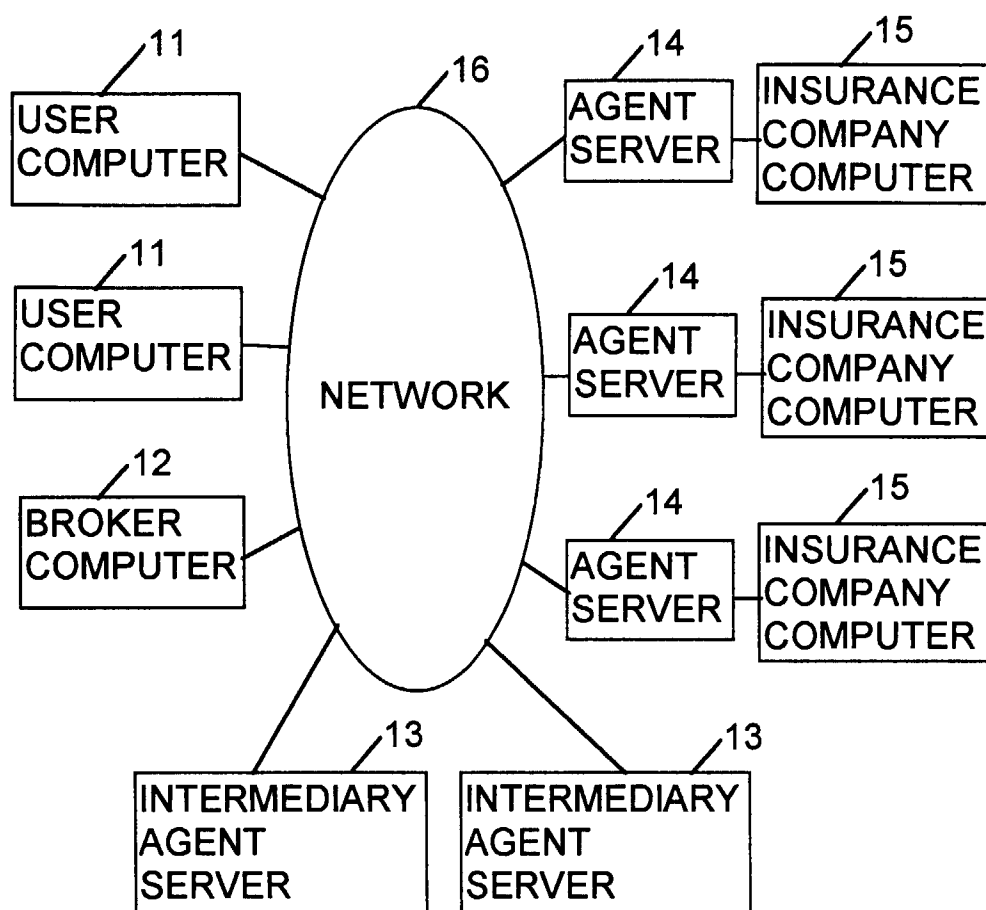 11
USER
COMPUTER
11
USER
COMPUTER
12
BROKER
COMPUTER
16
NETWORK
14
AGENT
SERVER
15
INSURANCE
COMPANY
COMPUTER
14
AGENT
SERVER
15
INSURANCE
COMPANY
COMPUTER
14
AGENT
SERVER
15
INSURANCE
COMPANY
COMPUTER
13
INTERMEDIARY
AGENT
SERVER
13
INTERMEDIARY
AGENT
SERVER